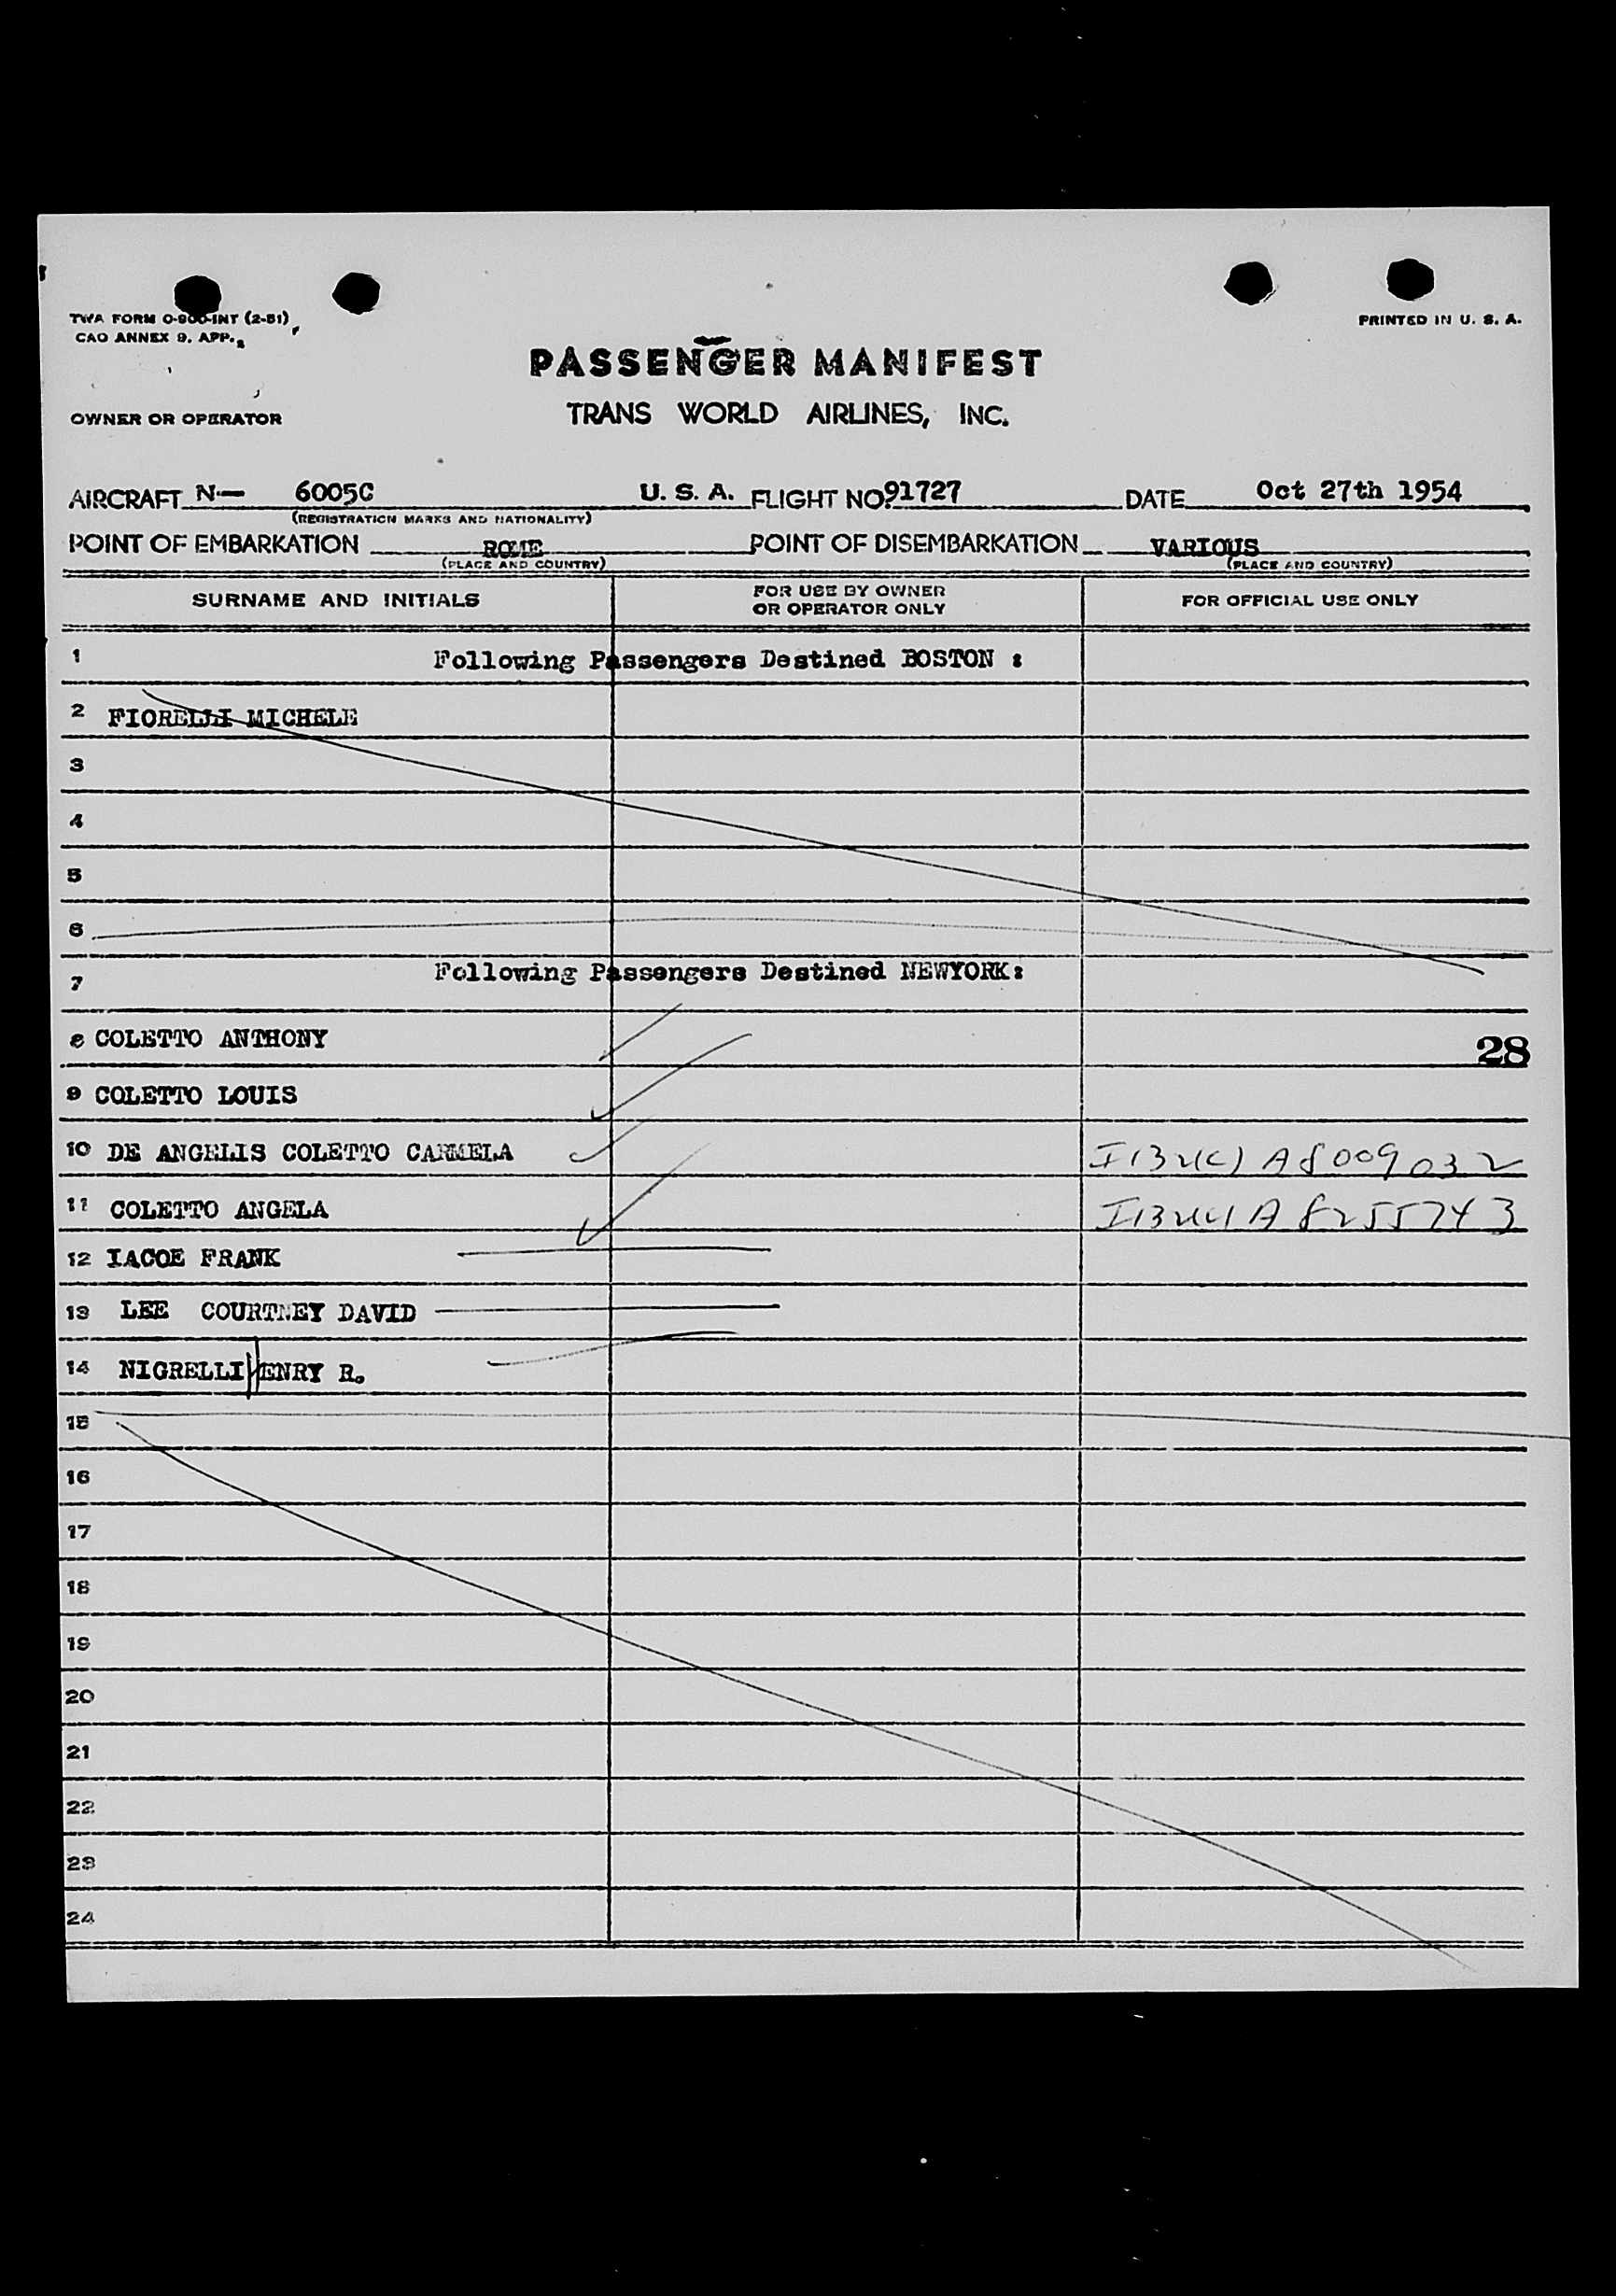 TWA FORM O-900-INT (2-51)
CAO ANNEX 9. APP.
PRINTED IN U. S. A.
PASSENGER MANIFEST
OWNER OR OPERATOR
TRANS WORLD AIRLINES, INC.
AIRCRAFT N— 6005C U. S. A. FLIGHT NO. 91727 DATE Oct 27th 1954
(REGISTRATION MARKS AND NATIONALITY)
POINT OF EMBARKATION ROME POINT OF DISEMBARKATION VARIOUS
(PLACE AND COUNTRY) (PLACE AND COUNTRY)
SURNAME AND INITIALS FOR USE BY OWNER OR OPERATOR ONLY FOR OFFICIAL USE ONLY
1 Following Passengers Destined BOSTON :
2 FIORELLI MICHELE
3
4
5
6
7 Following Passengers Destined NEWYORK:
8 COLETTO ANTHONY 28
9 COLETTO LOUIS
10 DE ANGELIS COLETTO CARMELA A8009032
11 COLETTO ANGELA A8255743
12 IACOE FRANK
13 LEE COURTNEY DAVID
14 NIGRELLI HENRY R.
15
16
17
18
19
20
21
22
23
24